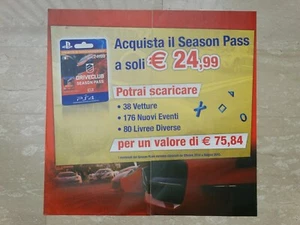 Acquista il Season Pass
a soli € 24,99
DRIVECLUB
SEASON PASS
PS4
Potrai scaricare
• 38 Vetture
• 176 Nuovi Eventi
• 80 Livree Diverse
per un valore di € 75,84